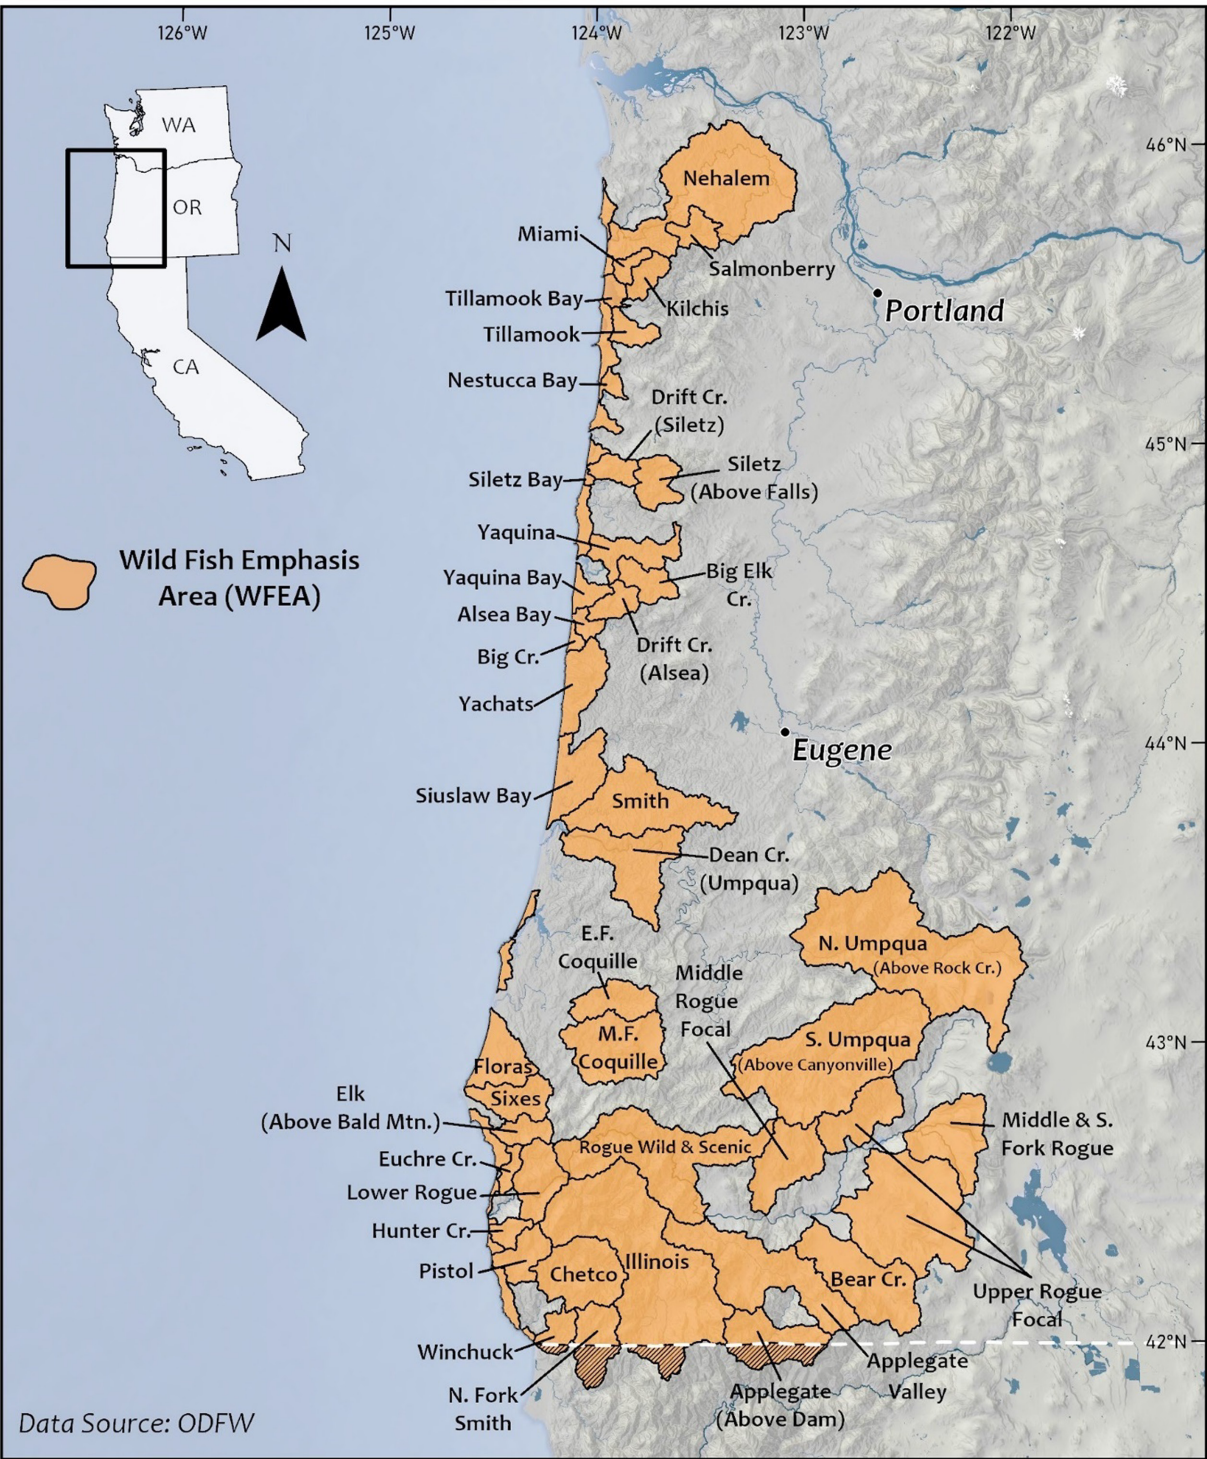 126°W
125°W
124°W
123°W
122°W
46°N
45°N
44°N
43°N
42°N
WA
OR
CA
N
Wild Fish Emphasis
Area (WFEA)
Nehalem
Miami
Salmonberry
Tillamook Bay
Kilchis
Portland
Tillamook
Nestucca Bay
Drift Cr.
(Siletz)
Siletz Bay
Siletz
(Above Falls)
Yaquina
Yaquina Bay
Big Elk
Cr.
Alsea Bay
Big Cr.
Drift Cr.
(Alsea)
Yachats
Eugene
Siuslaw Bay
Smith
Dean Cr.
(Umpqua)
E.F.
Coquille
Middle
Rogue
Focal
N. Umpqua
(Above Rock Cr.)
M.F.
Coquille
S. Umpqua
(Above Canyonville)
Floras
Sixes
Elk
(Above Bald Mtn.)
Rogue Wild & Scenic
Middle & S.
Fork Rogue
Euchre Cr.
Lower Rogue
Hunter Cr.
Pistol
Chetco
Illinois
Bear Cr.
Upper Rogue
Focal
Winchuck
N. Fork
Smith
Applegate
(Above Dam)
Applegate
Valley
Data Source: ODFW